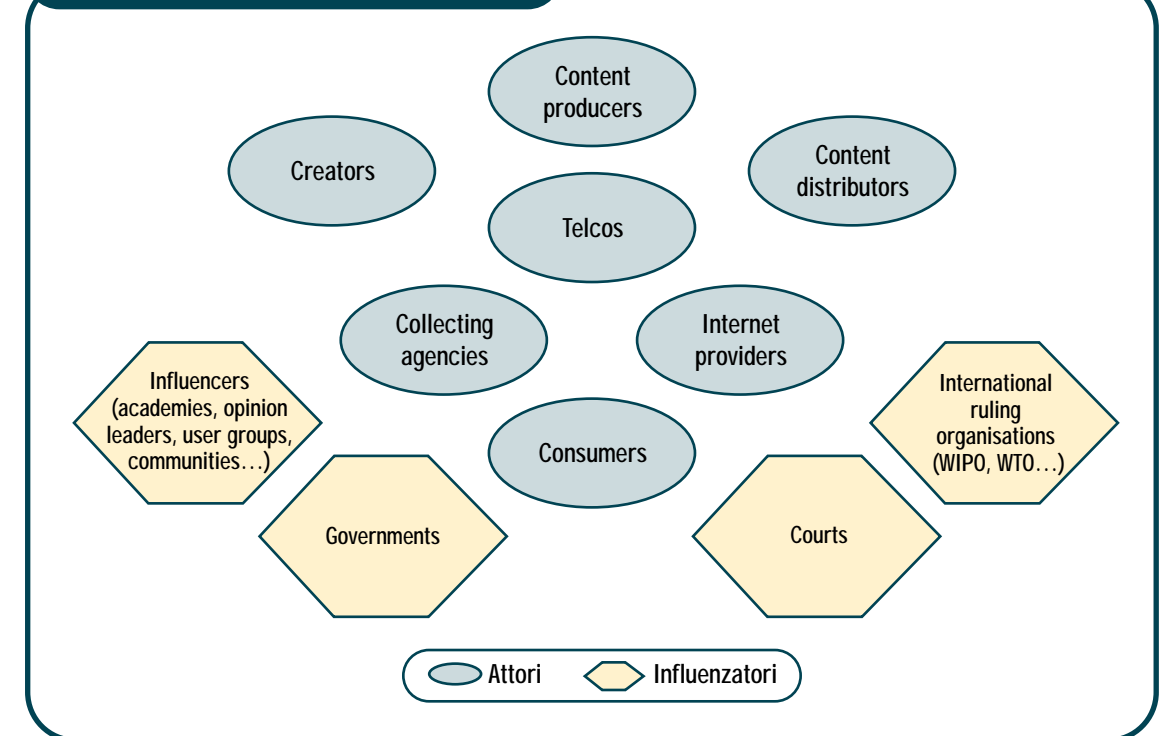 Content
producers
Creators
Content
distributors
Telcos
Collecting
agencies
Internet
providers
Influencers
(academies, opinion
leaders, user groups,
communities…)
International
ruling
organisations
(WIPO, WTO…)
Consumers
Governments
Courts
Attori
Influenzatori